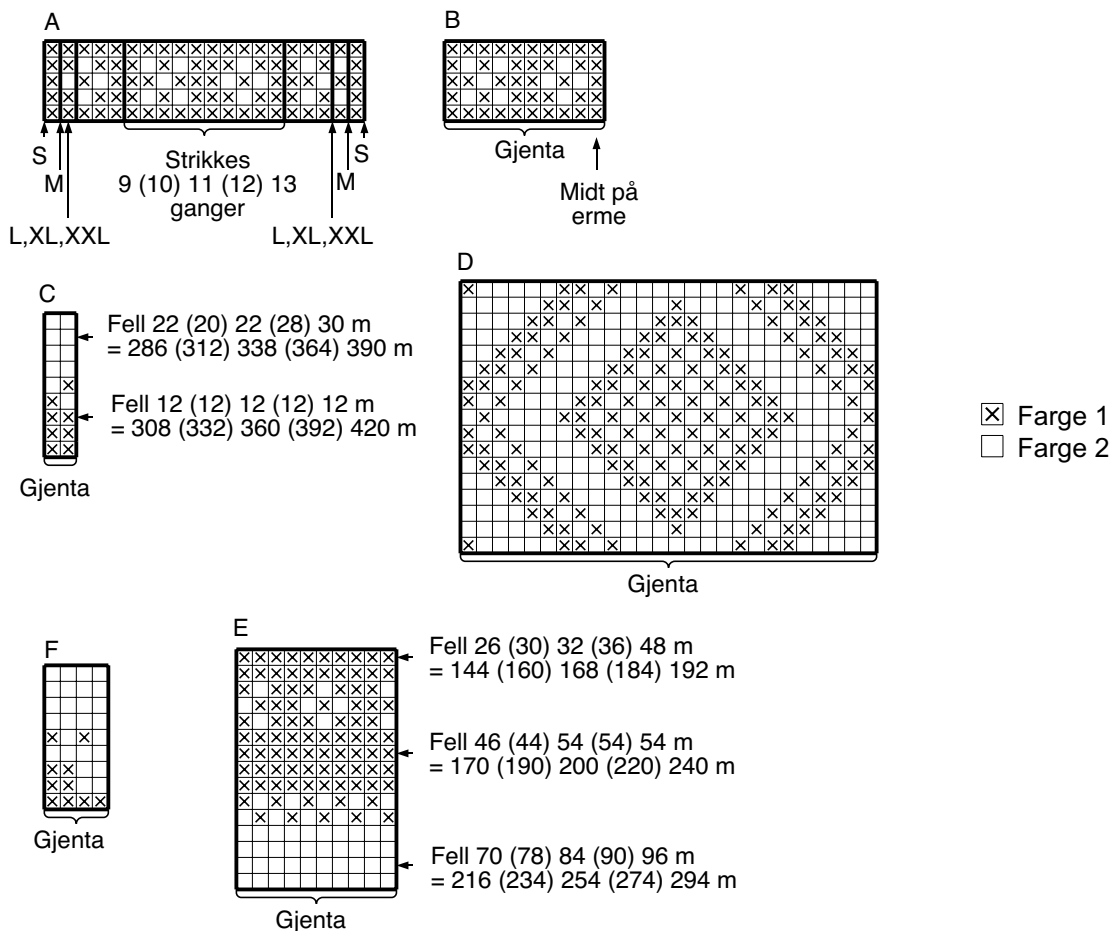 A
S
M
L,XL,XXL
Strikkes
9 (10) 11 (12) 13
ganger
S
M
L,XL,XXL
B
Gjenta
Midt på
erme
C
Fell 22 (20) 22 (28) 30 m
= 286 (312) 338 (364) 390 m
Fell 12 (12) 12 (12) 12 m
= 308 (332) 360 (392) 420 m
Gjenta
D
Gjenta
Farge 1
Farge 2
F
Gjenta
E
Fell 26 (30) 32 (36) 48 m
= 144 (160) 168 (184) 192 m
Fell 46 (44) 54 (54) 54 m
= 170 (190) 200 (220) 240 m
Fell 70 (78) 84 (90) 96 m
= 216 (234) 254 (274) 294 m
Gjenta